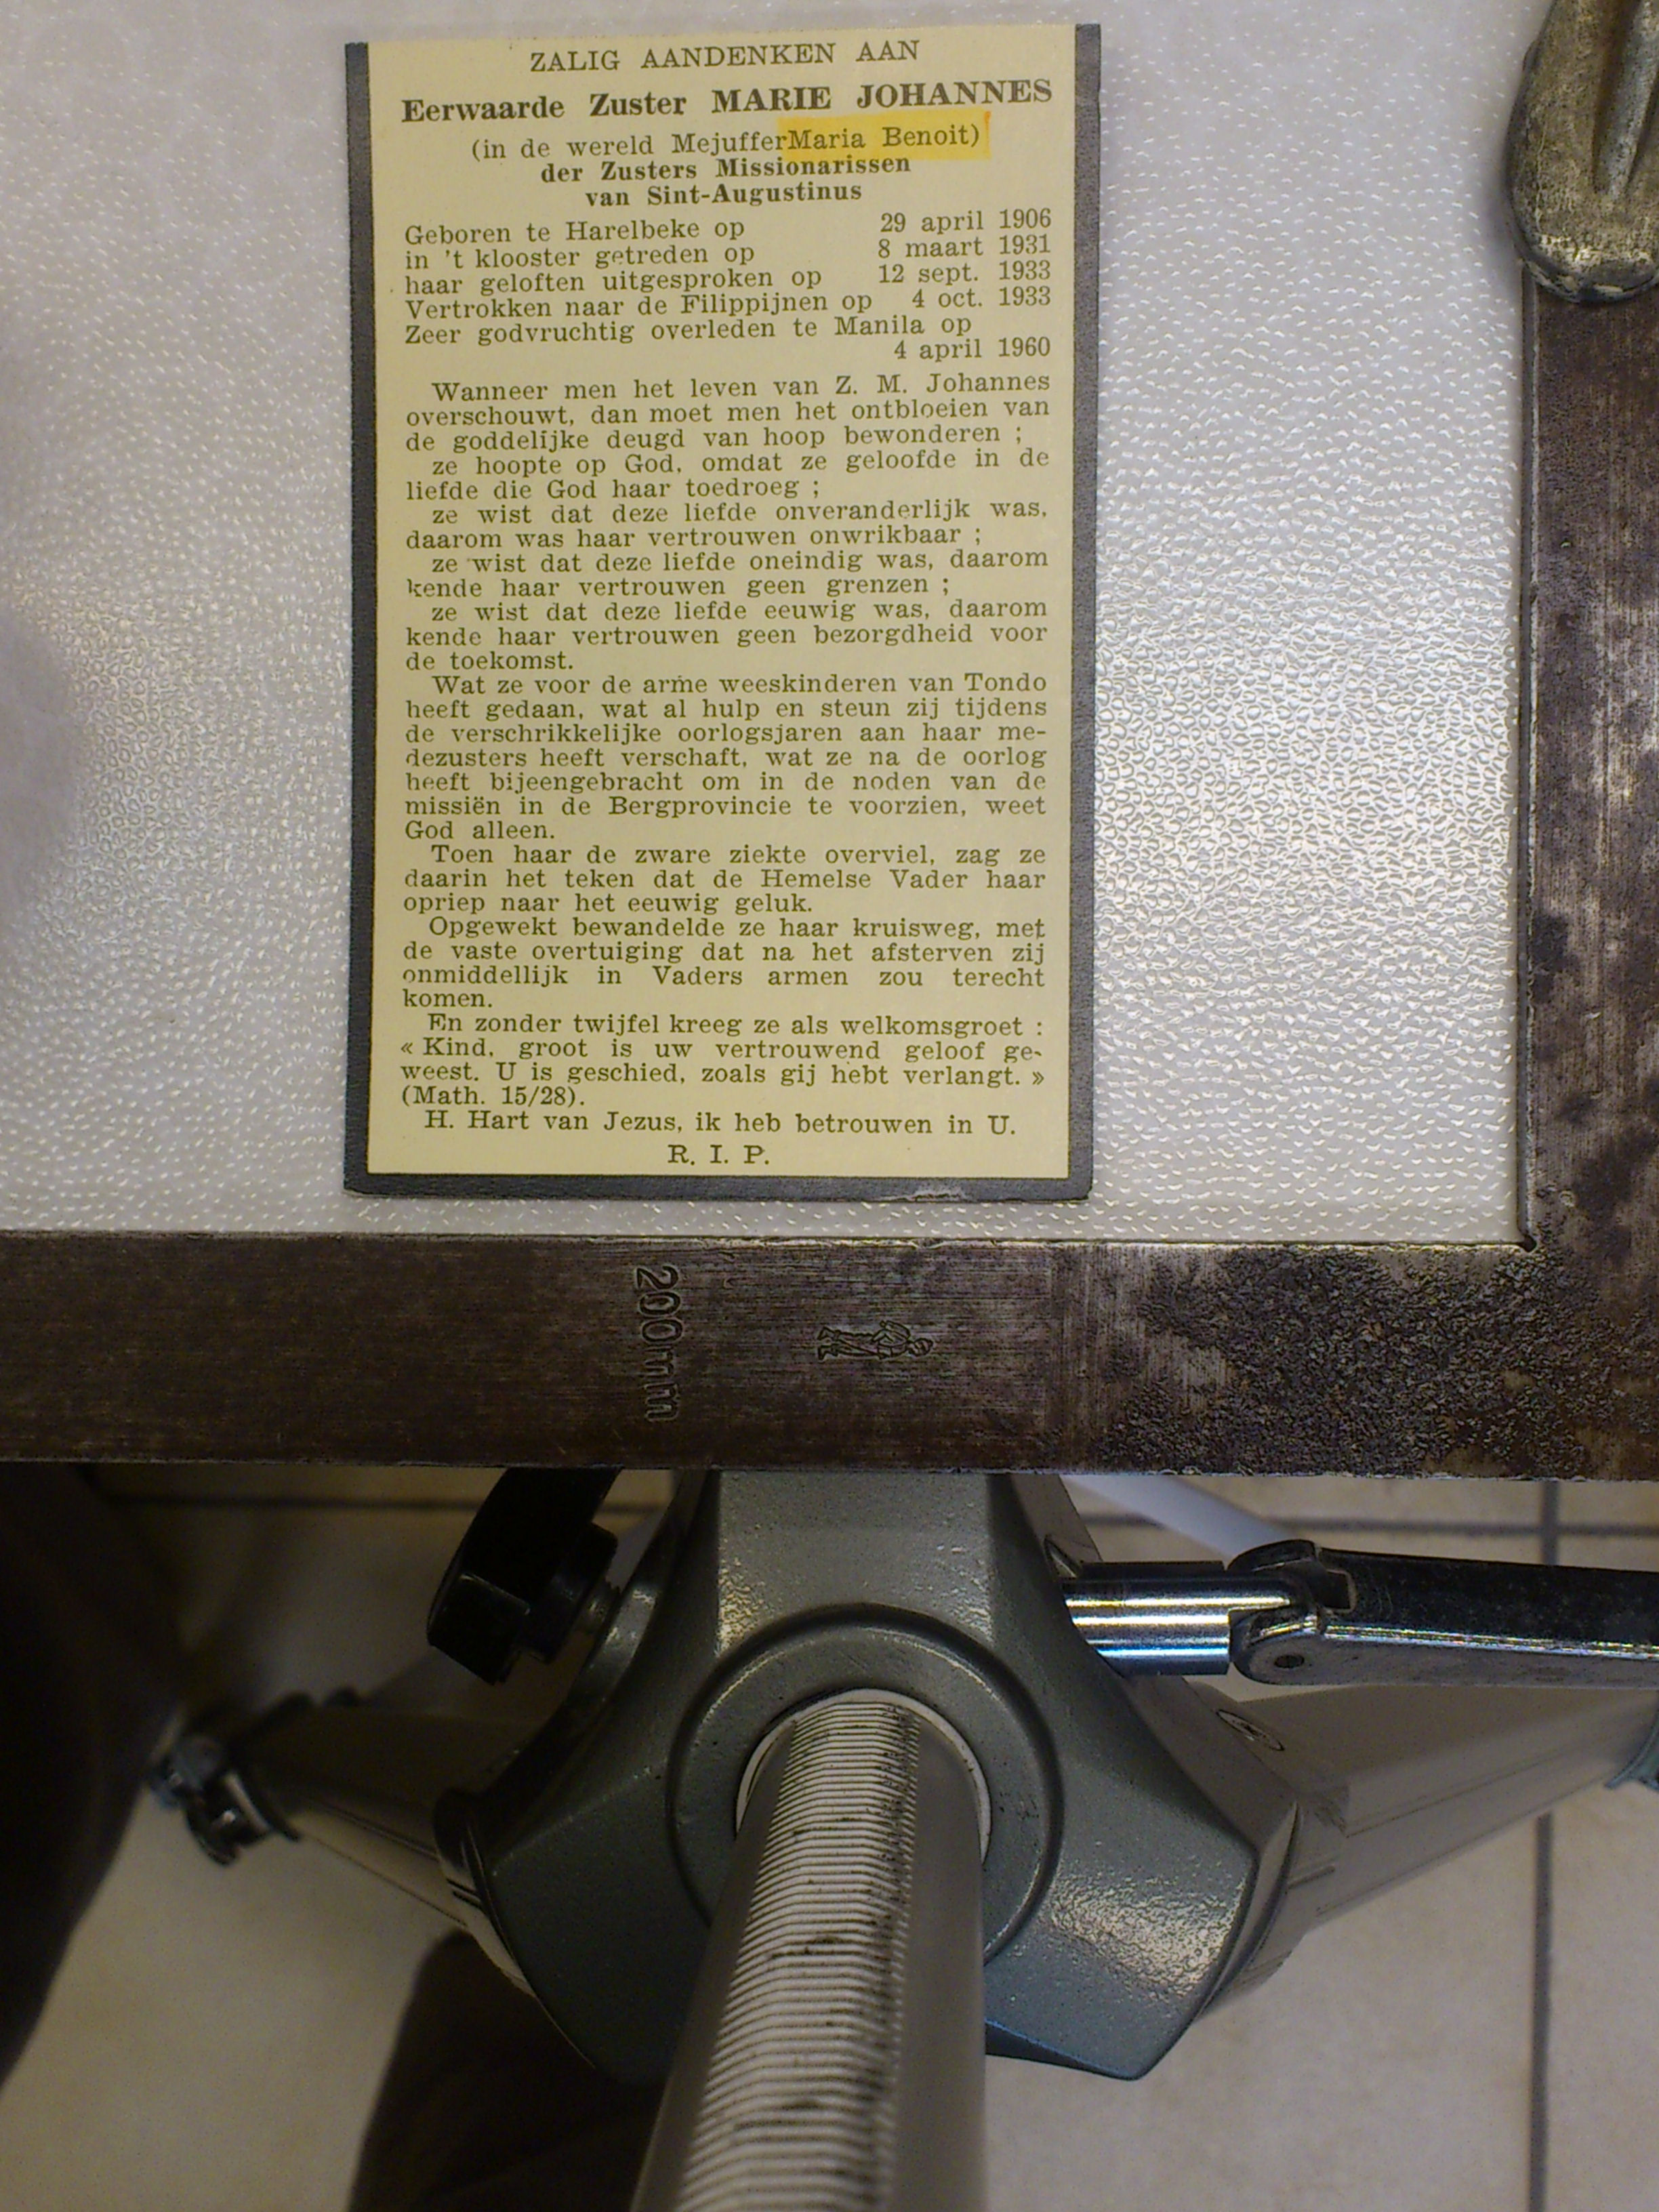 ZALIG AANDENKEN AAN
Eerwaarde Zuster MARIE JOHANNES
(in de wereld MejufferMaria Benoit)
der Zusters Missionarissen
van Sint-Augustinus
Geboren te Harelbeke op 29 april 1906
in 't klooster getreden op 8 maart 1931
haar geloften uitgesproken op 12 sept. 1933
Vertrokken naar de Filippijnen op 4 oct. 1933
Zeer godvruchtig overleden te Manila op
4 april 1960
Wanneer men het leven van Z. M. Johannes
overschouwt, dan moet men het ontbloeien van
de goddelijke deugd van hoop bewonderen ;
ze hoopte op God, omdat ze geloofde in de
liefde die God haar toedroeg ;
ze wist dat deze liefde onveranderlijk was,
daarom was haar vertrouwen onwrikbaar ;
ze wist dat deze liefde oneindig was, daarom
kende haar vertrouwen geen grenzen ;
ze wist dat deze liefde eeuwig was, daarom
kende haar vertrouwen geen bezorgdheid voor
de toekomst.
Wat ze voor de arme weeskinderen van Tondo
heeft gedaan, wat al hulp en steun zij tijdens
de verschrikkelijke oorlogsjaren aan haar me-
dezusters heeft verschaft, wat ze na de oorlog
heeft bijeengebracht om in de noden van de
missiën in de Bergprovincie te voorzien, weet
God alleen.
Toen haar de zware ziekte overviel, zag ze
daarin het teken dat de Hemelse Vader haar
opriep naar het eeuwig geluk.
Opgewekt bewandelde ze haar kruisweg, met
de vaste overtuiging dat na het afsterven zij
onmiddellijk in Vaders armen zou terecht
komen.
En zonder twijfel kreeg ze als welkomsgroet :
« Kind, groot is uw vertrouwend geloof ge-
weest. U is geschied, zoals gij hebt verlangt. »
(Math. 15/28).
H. Hart van Jezus, ik heb betrouwen in U.
R. I. P.
200mm